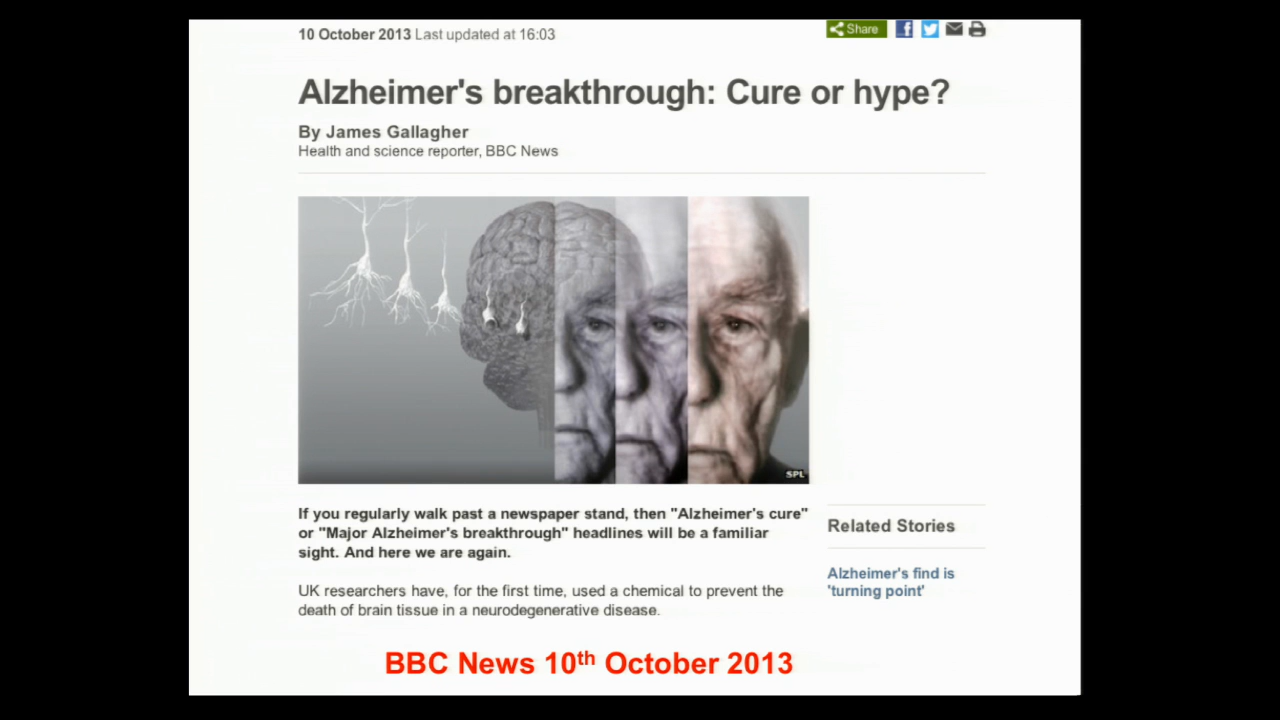 10 October 2013 Last updated at 16:03
Share
Alzheimer's breakthrough: Cure or hype?
By James Gallagher
Health and science reporter, BBC News
SPL
If you regularly walk past a newspaper stand, then "Alzheimer's cure"
or "Major Alzheimer's breakthrough" headlines will be a familiar
sight. And here we are again.
UK researchers have, for the first time, used a chemical to prevent the
death of brain tissue in a neurodegenerative disease.
Related Stories
Alzheimer's find is
'turning point'
BBC News 10th October 2013